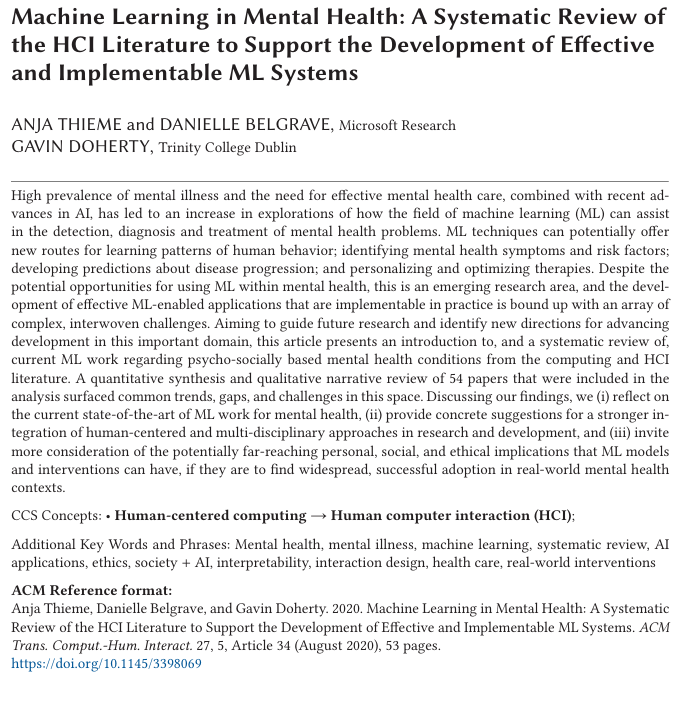 Machine Learning in Mental Health: A Systematic Review of
the HCI Literature to Support the Development of Effective
and Implementable ML Systems
ANJA THIEME and DANIELLE BELGRAVE, Microsoft Research
GAVIN DOHERTY, Trinity College Dublin
High prevalence of mental illness and the need for effective mental health care, combined with recent ad-
vances in AI, has led to an increase in explorations of how the field of machine learning (ML) can assist
in the detection, diagnosis and treatment of mental health problems. ML techniques can potentially offer
new routes for learning patterns of human behavior; identifying mental health symptoms and risk factors;
developing predictions about disease progression; and personalizing and optimizing therapies. Despite the
potential opportunities for using ML within mental health, this is an emerging research area, and the devel-
opment of effective ML-enabled applications that are implementable in practice is bound up with an array of
complex, interwoven challenges. Aiming to guide future research and identify new directions for advancing
development in this important domain, this article presents an introduction to, and a systematic review of,
current ML work regarding psycho-socially based mental health conditions from the computing and HCI
literature. A quantitative synthesis and qualitative narrative review of 54 papers that were included in the
analysis surfaced common trends, gaps, and challenges in this space. Discussing our findings, we (i) reflect on
the current state-of-the-art of ML work for mental health, (ii) provide concrete suggestions for a stronger in-
tegration of human-centered and multi-disciplinary approaches in research and development, and (iii) invite
more consideration of the potentially far-reaching personal, social, and ethical implications that ML models
and interventions can have, if they are to find widespread, successful adoption in real-world mental health
contexts.
CCS Concepts: • Human-centered computing → Human computer interaction (HCI);
Additional Key Words and Phrases: Mental health, mental illness, machine learning, systematic review, AI
applications, ethics, society + AI, interpretability, interaction design, health care, real-world interventions
ACM Reference format:
Anja Thieme, Danielle Belgrave, and Gavin Doherty. 2020. Machine Learning in Mental Health: A Systematic
Review of the HCI Literature to Support the Development of Effective and Implementable ML Systems. ACM
Trans. Comput.-Hum. Interact. 27, 5, Article 34 (August 2020), 53 pages.
https://doi.org/10.1145/3398069